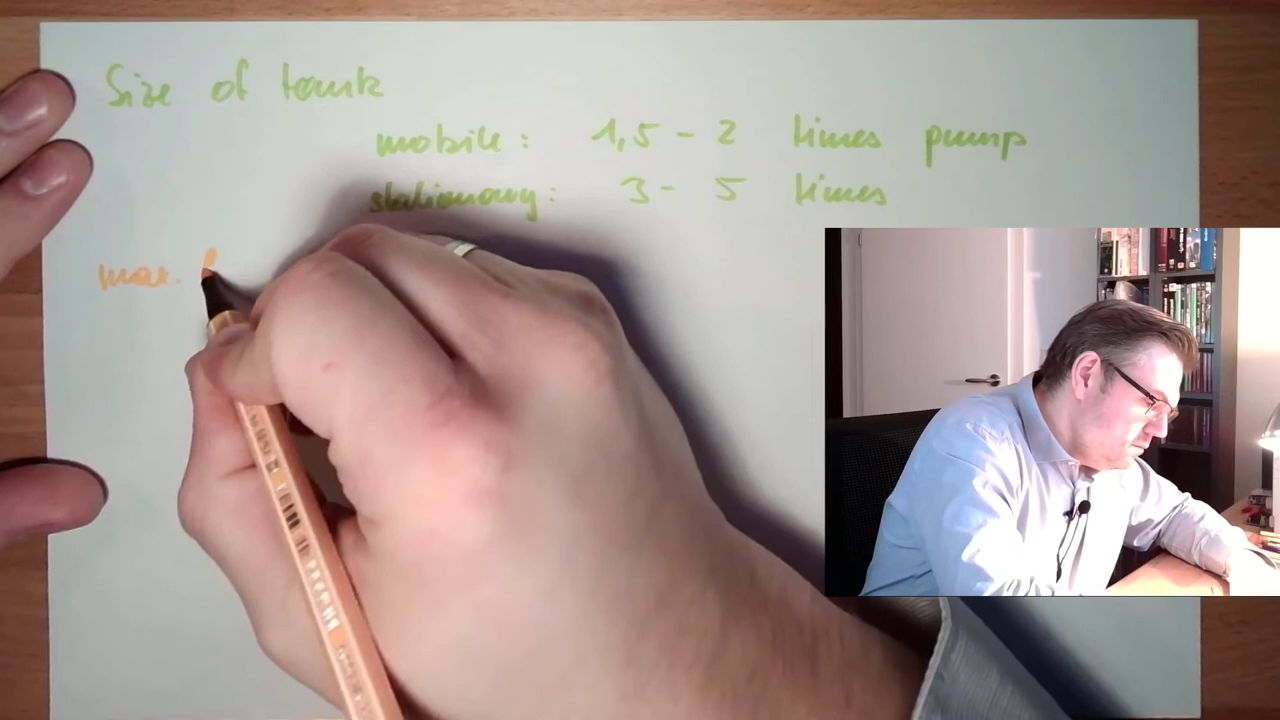 Size of tank
mobile: 1,5 - 2 times pump
stationary: 3 - 5 times
max.